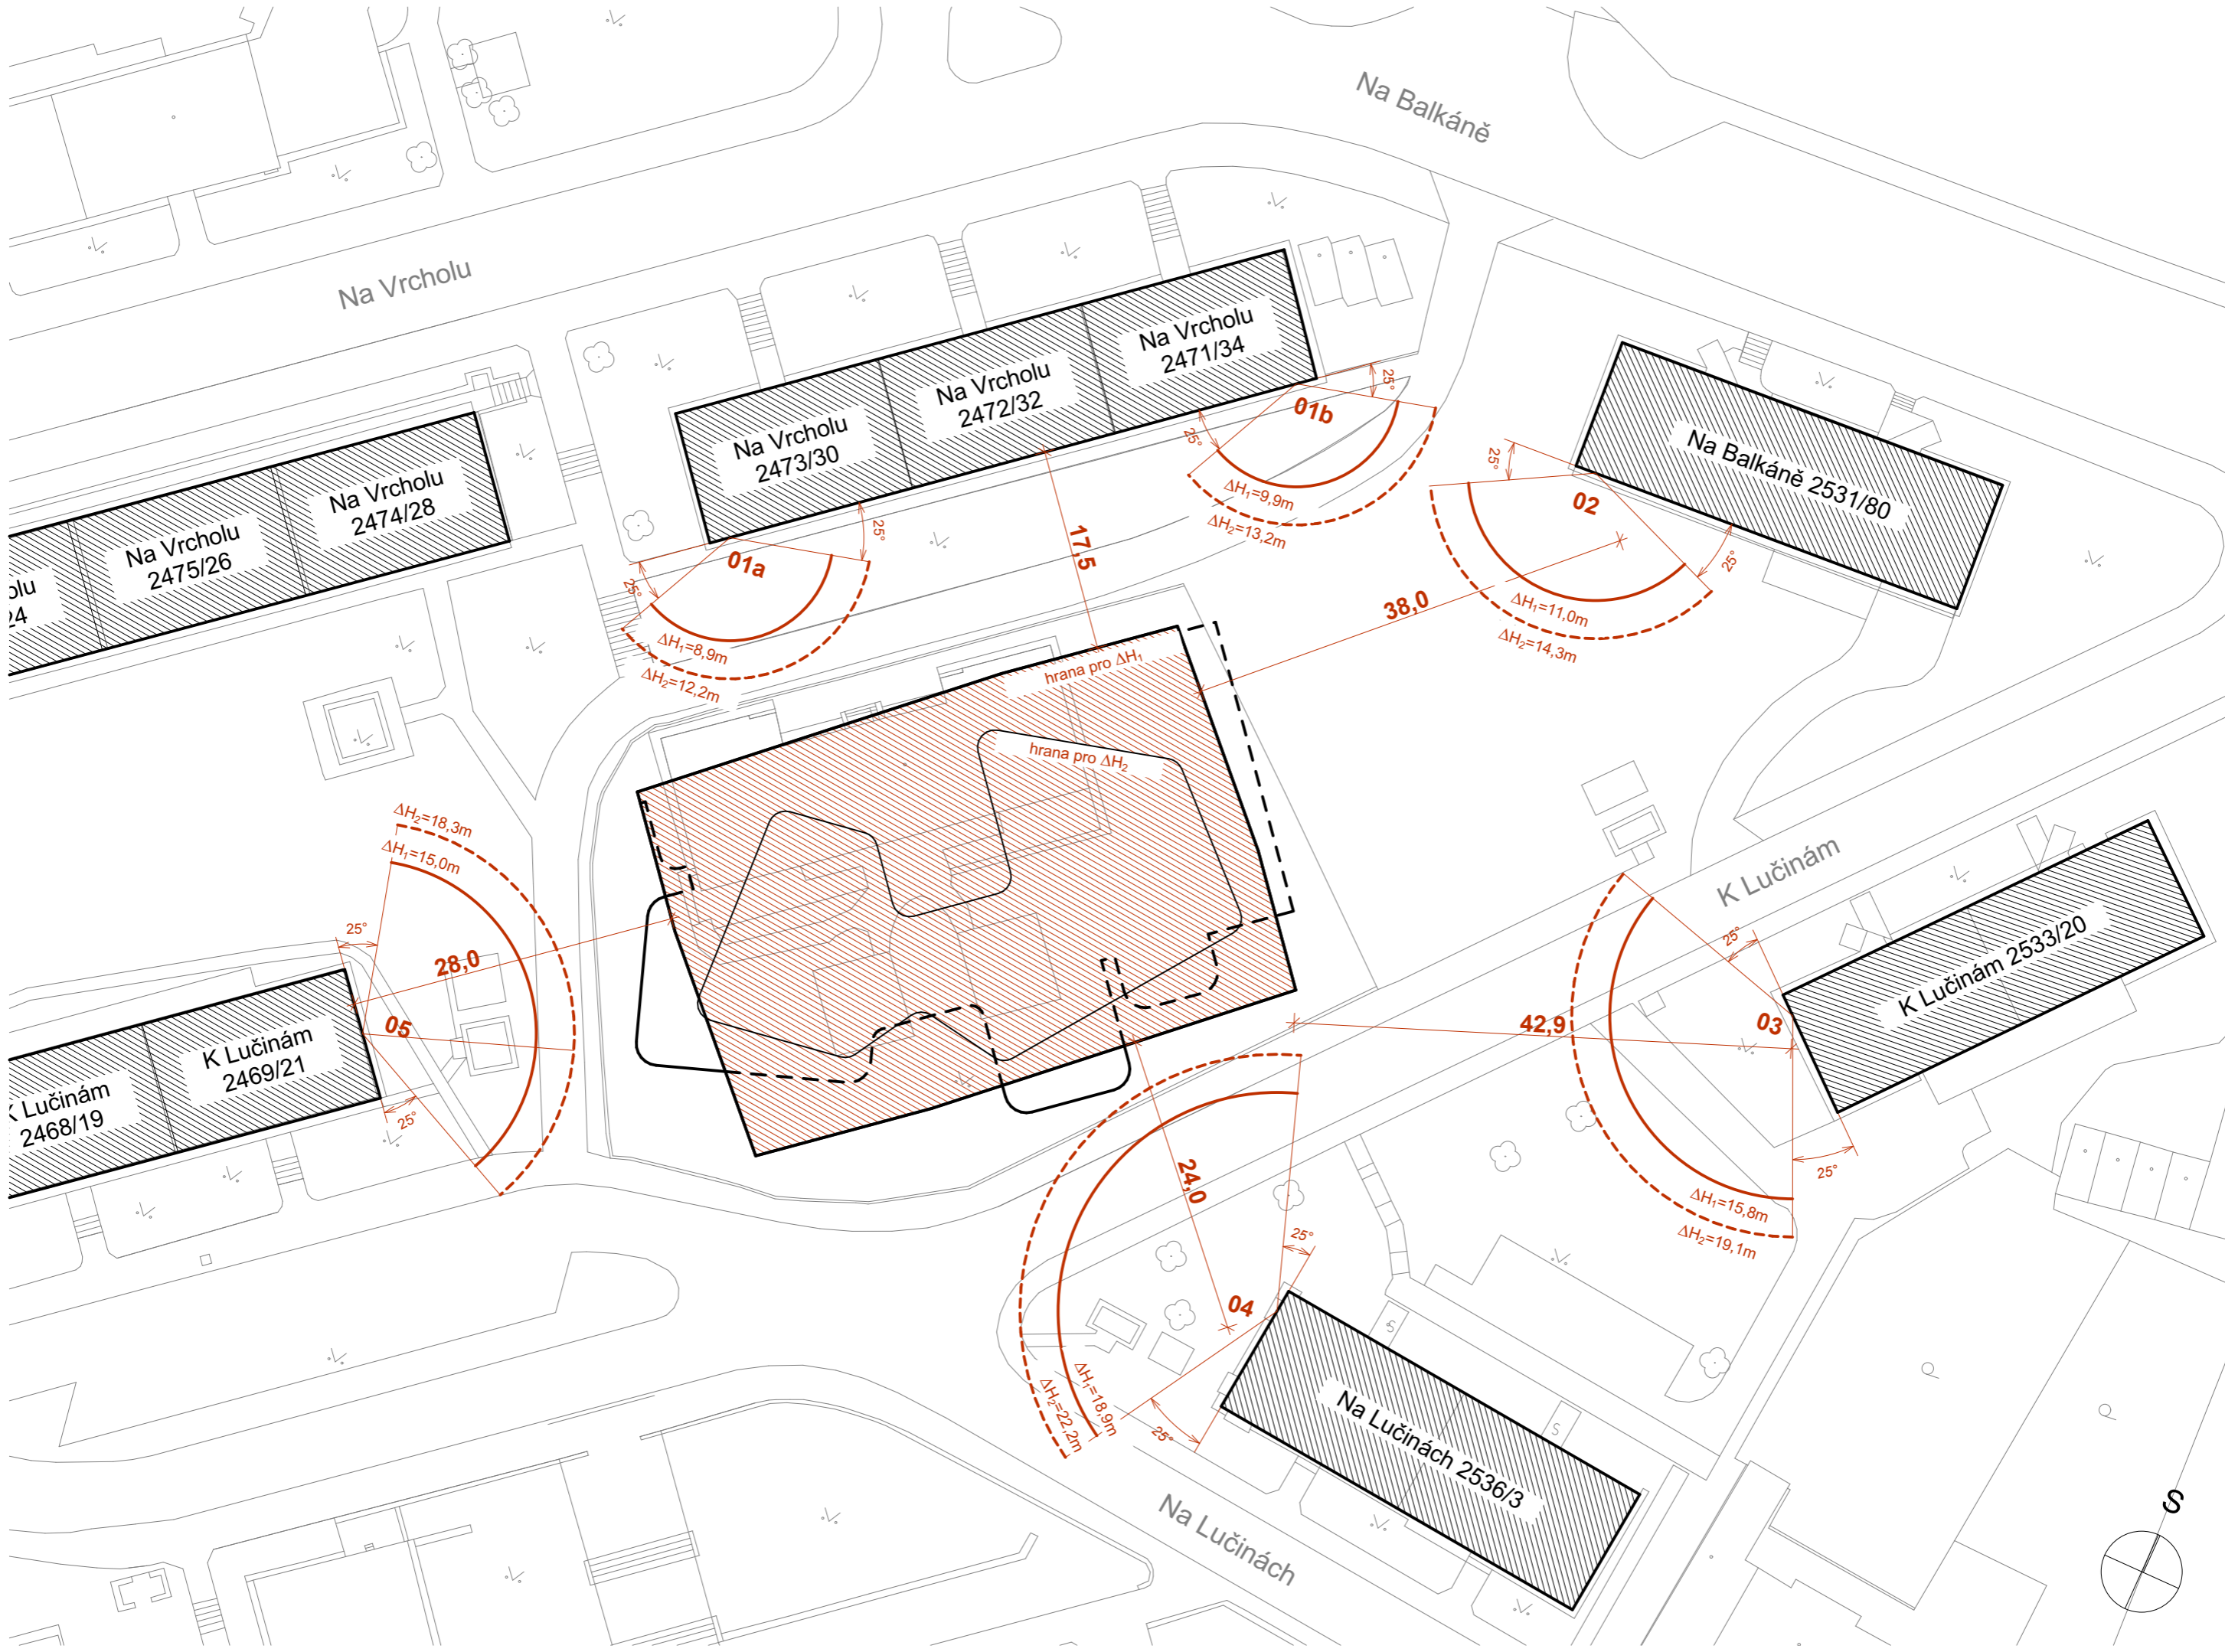 Na Balkáně
Na Vrcholu
Na Vrcholu
2471/34
Na Vrcholu
2472/32
Na Vrcholu
2473/30
Na Vrcholu
2474/28
Na Vrcholu
2475/26
olu
24
Na Balkáně 2531/80
25°
01b
25°
ΔH₁=9,9m
ΔH₂=13,2m
25°
02
25°
ΔH₁=11,0m
ΔH₂=14,3m
25°
01a
25°
ΔH₁=8,9m
ΔH₂=12,2m
17,5
38,0
hrana pro ΔH₁
hrana pro ΔH₂
ΔH₂=18,3m
ΔH₁=15,0m
25°
28,0
05
25°
K Lučinám
2469/21
K Lučinám
2468/19
K Lučinám
25°
K Lučinám 2533/20
42,9
03
25°
ΔH₁=15,8m
ΔH₂=19,1m
24,0
25°
04
ΔH₁=18,9m
ΔH₂=22,2m
25°
S
S
Na Lučinách 2536/3
Na Lučinách
S